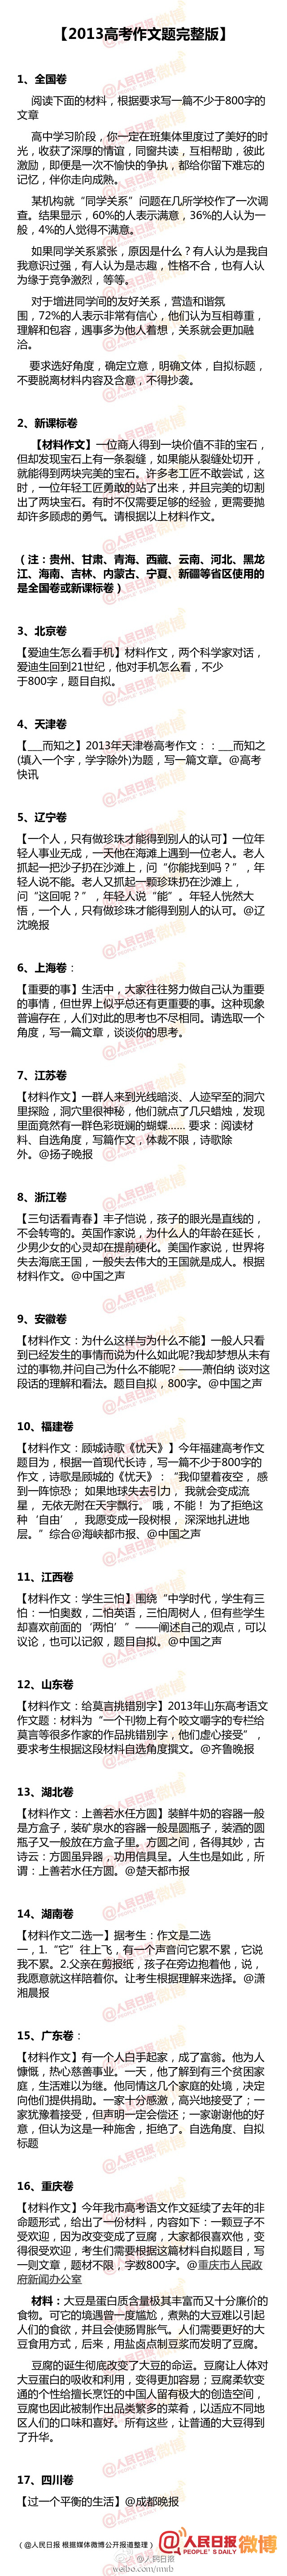 【2013高考作文题完整版】
1、全国卷
阅读下面的材料，根据要求写一篇不少于800字的
文章
高中学习阶段，你一定在班集体里度过了美好的时
光，收获了深厚的情谊，同窗共读，互相帮助，彼此
激励，即便是一次不愉快的争执，都给你留下难忘的
记忆，伴你走向成熟。
某机构就“同学关系”问题在几所学校作了一次调
查。结果显示，60%的人表示满意，36%的人认为一
般，4%的人觉得不满意。
如果同学关系紧张，原因是什么？有人认为是我自
我意识过强，有人认为是志趣，性格不合，也有人认
为缘于竞争激烈，等等。
对于增进同学间的友好关系，营造和谐氛
围，72%的人表示非常有信心，他们认为互相尊重，
理解和包容，遇事多为他人着想，关系就会更加融
洽。
要求选好角度，确定立意，明确文体，自拟标题，
不要脱离材料内容及含意，不得抄袭。
2、新课标卷
【材料作文】一位商人得到一块价值不菲的宝石，
但却发现宝石上有一条裂缝，如果能从裂缝处切开，
就能得到两块完美的宝石。许多老工匠不敢尝试，这
时，一位年轻工匠勇敢的站了出来，并且完美的切割
出了两块宝石。有时不仅需要足够的经验，更需要抛
却许多顾虑的勇气。请根据以上材料作文。
（注：贵州、甘肃、青海、西藏、云南、河北、黑龙
江、海南、吉林、内蒙古、宁夏、新疆等省区使用的
是全国卷或新课标卷）
3、北京卷
【爱迪生怎么看手机】材料作文，两个科学家对话，
爱迪生回到21世纪，他对手机怎么看，不少
于800字，题目自拟。
4、天津卷
【___而知之】2013年天津卷高考作文：：___而知之
(填入一个字，学字除外)为题，写一篇文章。@高考
快讯
5、辽宁卷
【一个人，只有做珍珠才能得到别人的认可】一位年
轻人事业无成，一天他在海滩上遇到一位老人。老人
抓起一把沙子扔在沙滩上，问“你能找到吗？”，年
轻人说不能。老人又抓起一颗珍珠扔在沙滩上，
问“这回呢？”，年轻人说“能”。年轻人恍然大
悟，一个人，只有做珍珠才能得到别人的认可。@辽
沈晚报
6、上海卷：
【重要的事】生活中，大家往往努力做自己认为重要
的事情，但世界上似乎总还有更重要的事。这种现象
普遍存在，人们对此的思考也不尽相同。请选取一个
角度，写一篇文章，谈谈你的思考。
7、江苏卷
【材料作文】一群人来到光线暗淡、人迹罕至的洞穴
里探险，洞穴里很神秘，他们就点了几只蜡烛，发现
里面竟然有一群色彩斑斓的蝴蝶…… 要求：阅读材
料、自选角度，写篇作文，体裁不限，诗歌除
外。@扬子晚报
8、浙江卷
【三句话看青春】丰子恺说，孩子的眼光是直线的，
不会转弯的。英国作家说，为什么人的年龄在延长，
少男少女的心灵却在提前硬化。美国作家说，世界将
失去海底王国，一般失去伟大的王国就是成人。根据
材料作文。@中国之声
9、安徽卷
【材料作文：为什么这样与为什么不能】一般人只看
到已经发生的事情而说为什么如此呢?我却梦想从未有
过的事物,并问自己为什么不能呢? ——萧伯纳 谈对这
段话的理解和看法。题目自拟，800字。@中国之声
10、福建卷
【材料作文：顾城诗歌《忧天》】今年福建高考作文
题目为，根据一首现代长诗，写一篇不少于800字的
作文，诗歌是顾城的《忧天》：“我仰望着夜空， 感
到一阵惊恐； 如果地球失去引力， 我就会变成流
星， 无依无附在天宇飘行。 哦，不能！ 为了拒绝这
种‘自由’， 我愿变成一段树根， 深深地扎进地
层。”综合@海峡都市报、@中国之声
11、江西卷
【材料作文：学生三怕】围绕“中学时代，学生有三
怕：一怕奥数，二怕英语，三怕周树人，但有些学生
却喜欢前面的‘两怕’”——阐述自己的观点，可以
议论，也可以记叙，题目自拟。@中国之声
12、山东卷
【材料作文：给莫言挑错别字】2013年山东高考语文
作文题：材料为“一个刊物上有个咬文嚼字的专栏给
莫言等很多作家的作品挑错别字，他们虚心接受”，
要求考生根据这段材料自选角度撰文。@齐鲁晚报
13、湖北卷
【材料作文：上善若水任方圆】装鲜牛奶的容器一般
是方盒子，装矿泉水的容器一般是圆瓶子，装酒的圆
瓶子又一般放在方盒子里。方圆之间，各得其妙，古
诗云：方圆虽异器，功用信具呈。人生也是如此，所
谓：上善若水任方圆。@楚天都市报
14、湖南卷
【材料作文二选一】据考生：作文是二选
一，1.“它”往上飞，有一个声音问它累不累，它说
我不累。2.父亲在剪报纸，孩子在旁边抱着他，说，
我愿意就这样陪着你。让考生根据理解来选择。@潇
湘晨报
15、广东卷：
【材料作文】有一个人白手起家，成了富翁。他为人
慷慨，热心慈善事业。一天，他了解到有三个贫困家
庭，生活难以为继。他同情这几个家庭的处境，决定
向他们提供捐助。一家十分感激，高兴地接受了；一
家犹豫着接受，但声明一定会偿还；一家谢谢他的好
意，但认为这是一种施舍，拒绝了。自选角度、自拟
标题
16、重庆卷
【材料作文】今年我市高考语文作文延续了去年的非
命题形式，给出了一份材料，内容如下：一颗豆子不
受欢迎，因为改变变成了豆腐，大家都很喜欢他，变
得很受欢迎，考生们需要根据这篇材料自拟题目，写
一则文章，题材不限，字数800字。@重庆市人民政
府新闻办公室
材料：大豆是蛋白质含量极其丰富而又十分廉价的
食物。可它的境遇曾一度尴尬，煮熟的大豆难以引起
人们的食欲，并且会使肠胃胀气。人们需要更好的大
豆食用方式，后来，用盐卤点制豆浆而发明了豆腐。
豆腐的诞生彻底改变了大豆的命运。豆腐让人体对
大豆蛋白的吸收和利用，变得更加容易；豆腐柔软变
通的个性给擅长烹饪的中国人留有极大的创造空间，
豆腐也因此被制作出品类繁多的菜肴，以适应不同地
区人们的口味和喜好。所有这些，让普通的大豆得到
了升华。
17、四川卷
【过一个平衡的生活】@成都晚报
（@人民日报 根据媒体微博公开报道整理）
@人民日报微博
PEOPLE'S DAILY
@人民日报
weibo.com/rmrb